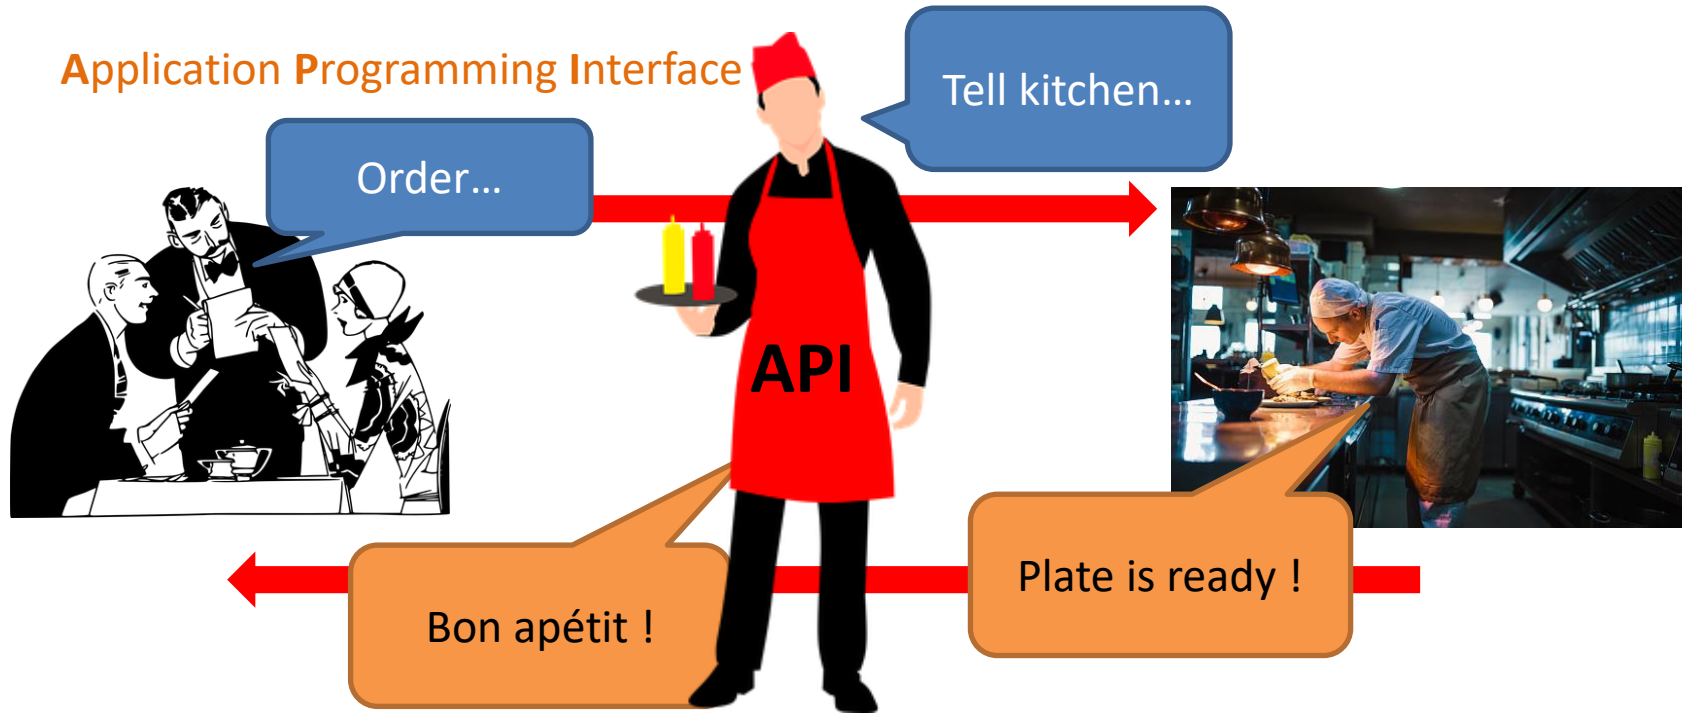 Application Programming Interface
Tell kitchen…
Order…
API
Plate is ready !
Bon apétit !